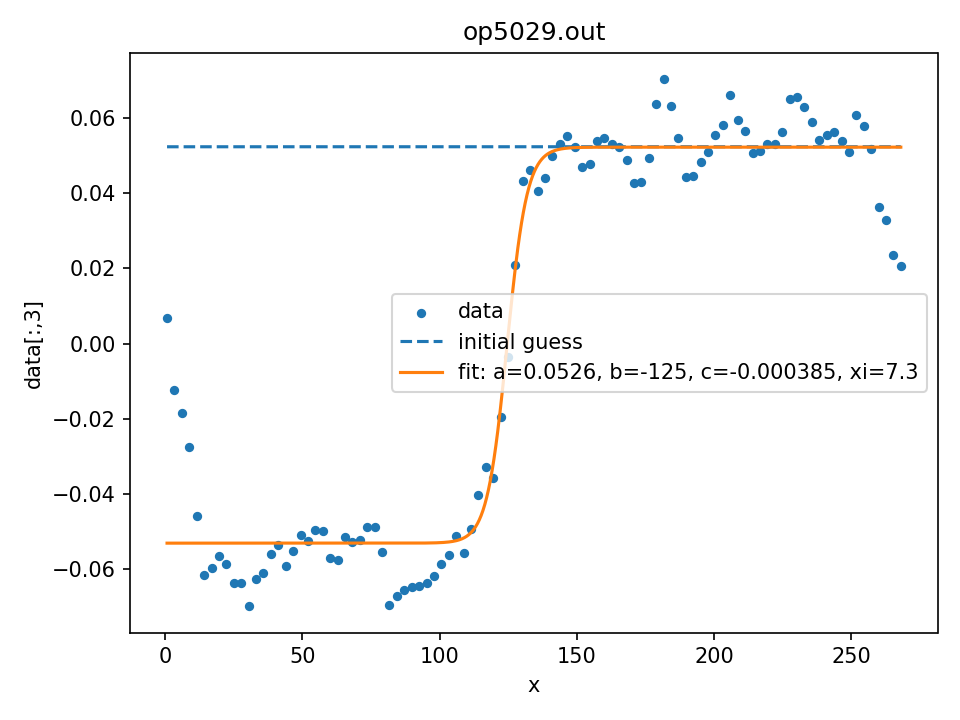 op5029.out
0.06
0.04
0.02
0.00
−0.02
−0.04
−0.06
data[:,3]
data
initial guess
fit: a=0.0526, b=-125, c=-0.000385, xi=7.3
0 50 100 150 200 250
x